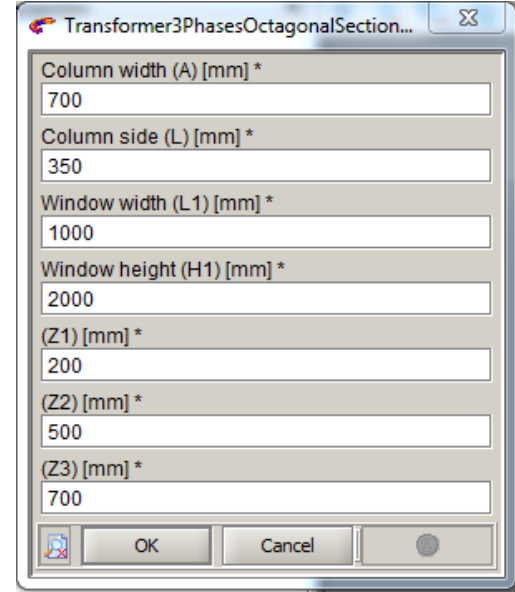 Transformer3PhasesOctagonalSection...
Column width (A) [mm] *
700
Column side (L) [mm] *
350
Window width (L1) [mm] *
1000
Window height (H1) [mm] *
2000
(Z1) [mm] *
200
(Z2) [mm] *
500
(Z3) [mm] *
700
OK Cancel